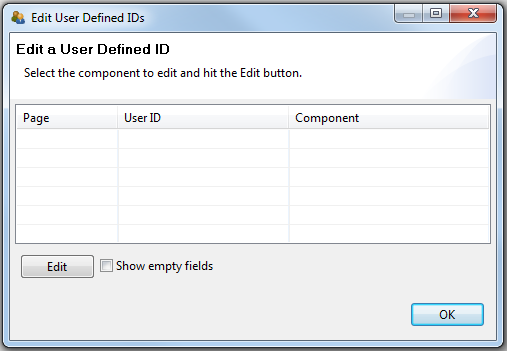 Edit User Defined IDs
Edit a User Defined ID
Select the component to edit and hit the Edit button.
Page User ID Component
Edit Show empty fields
OK